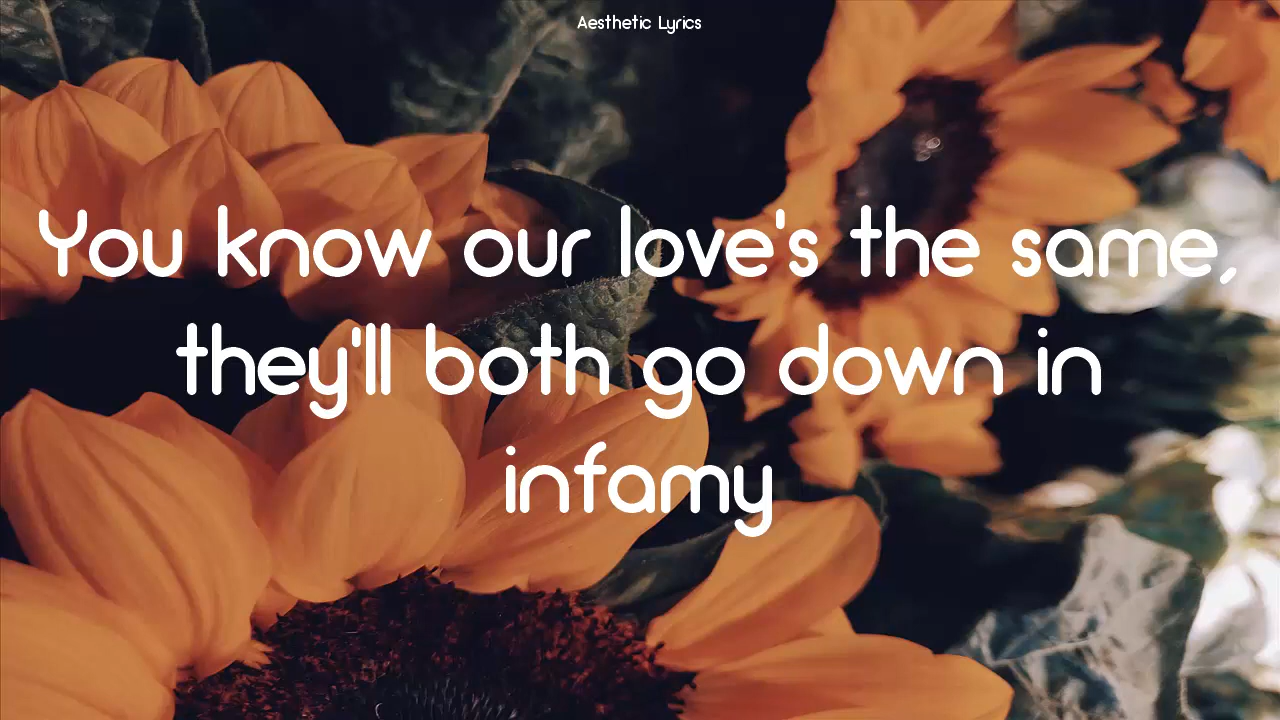 Aesthetic Lyrics
You know our love's the same,
they'll both go down in
infamy